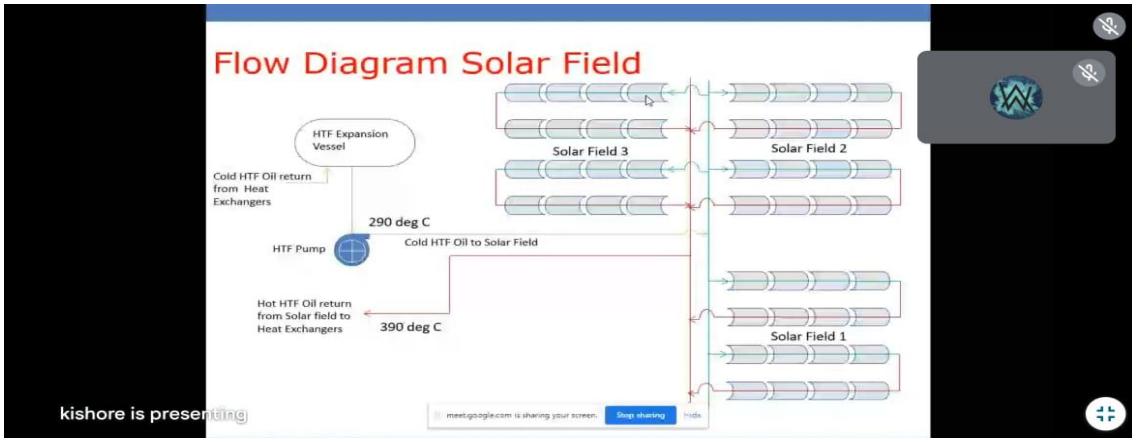 Flow Diagram Solar Field
HTF Expansion
Vessel
Solar Field 3
Solar Field 2
Cold HTF Oil return
from Heat
Exchangers
290 deg C
HTF Pump
Cold HTF Oil to Solar Field
Hot HTF Oil return
from Solar field to
Heat Exchangers
390 deg C
Solar Field 1
kishore is presenting
meet.google.com is sharing your screen.
Stop sharing
Hide